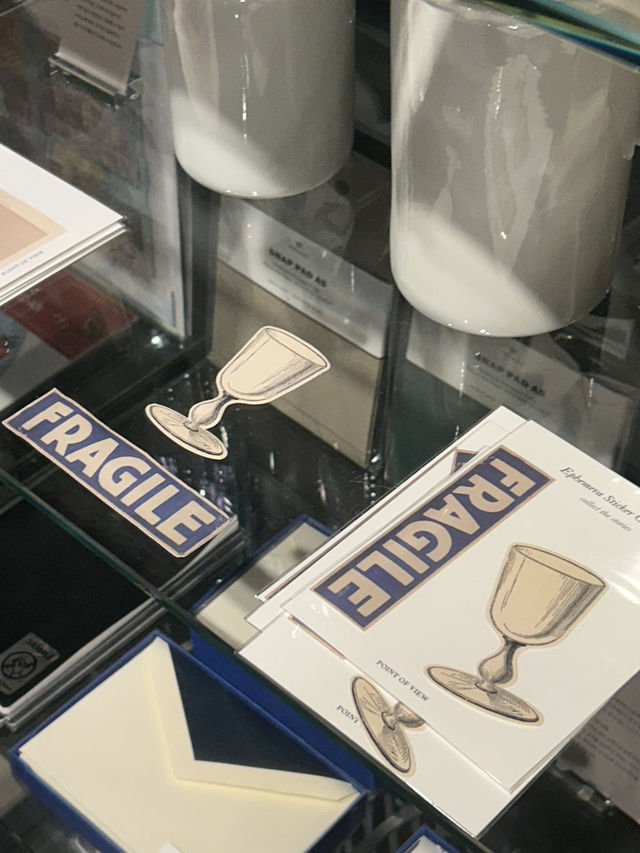 POINT OF VIEW
SNAP PAD A5
SNAP PAD A5
FRAGILE
FRAGILE
Ephemera Sticker
collect the stories
POINT OF VIEW
POINT